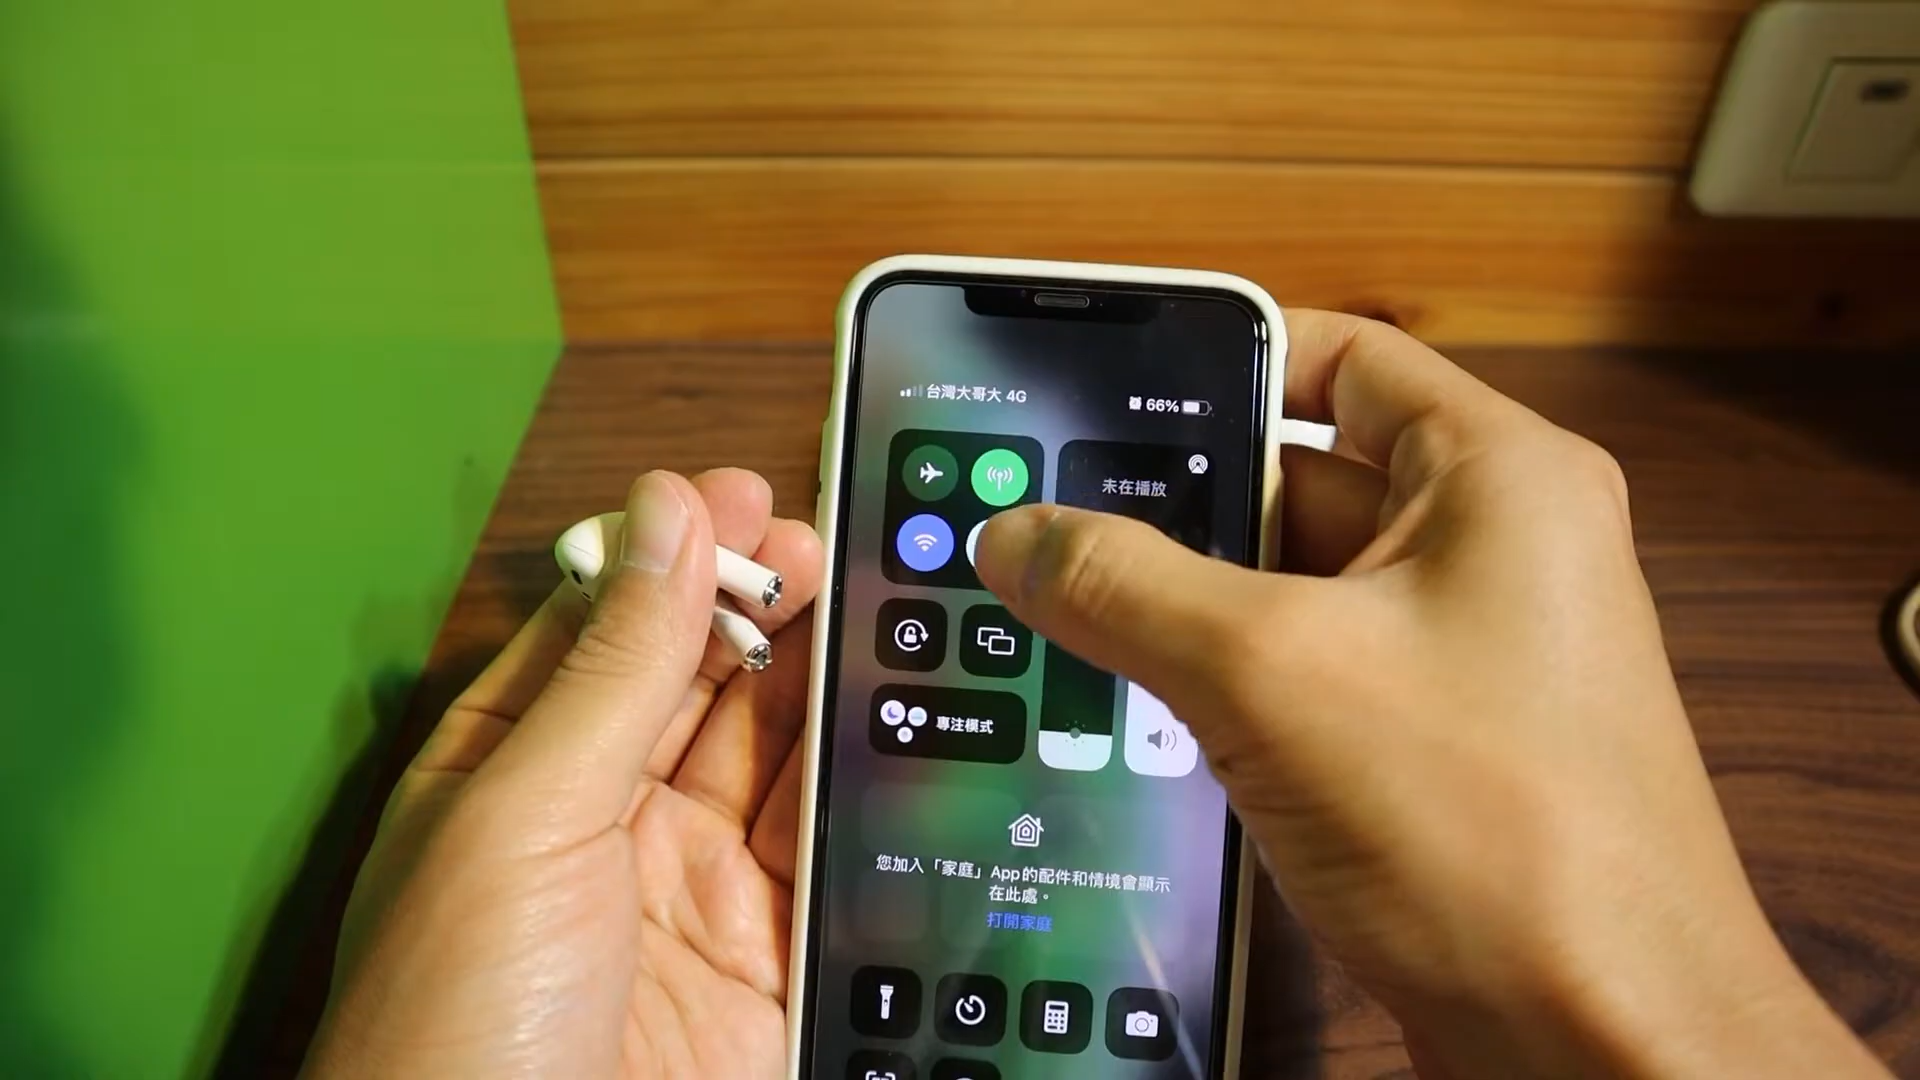 台灣大哥大 4G
66%
未在播放
專注模式
您加入「家庭」App的配件和情境會顯示
在此處。
打開家庭